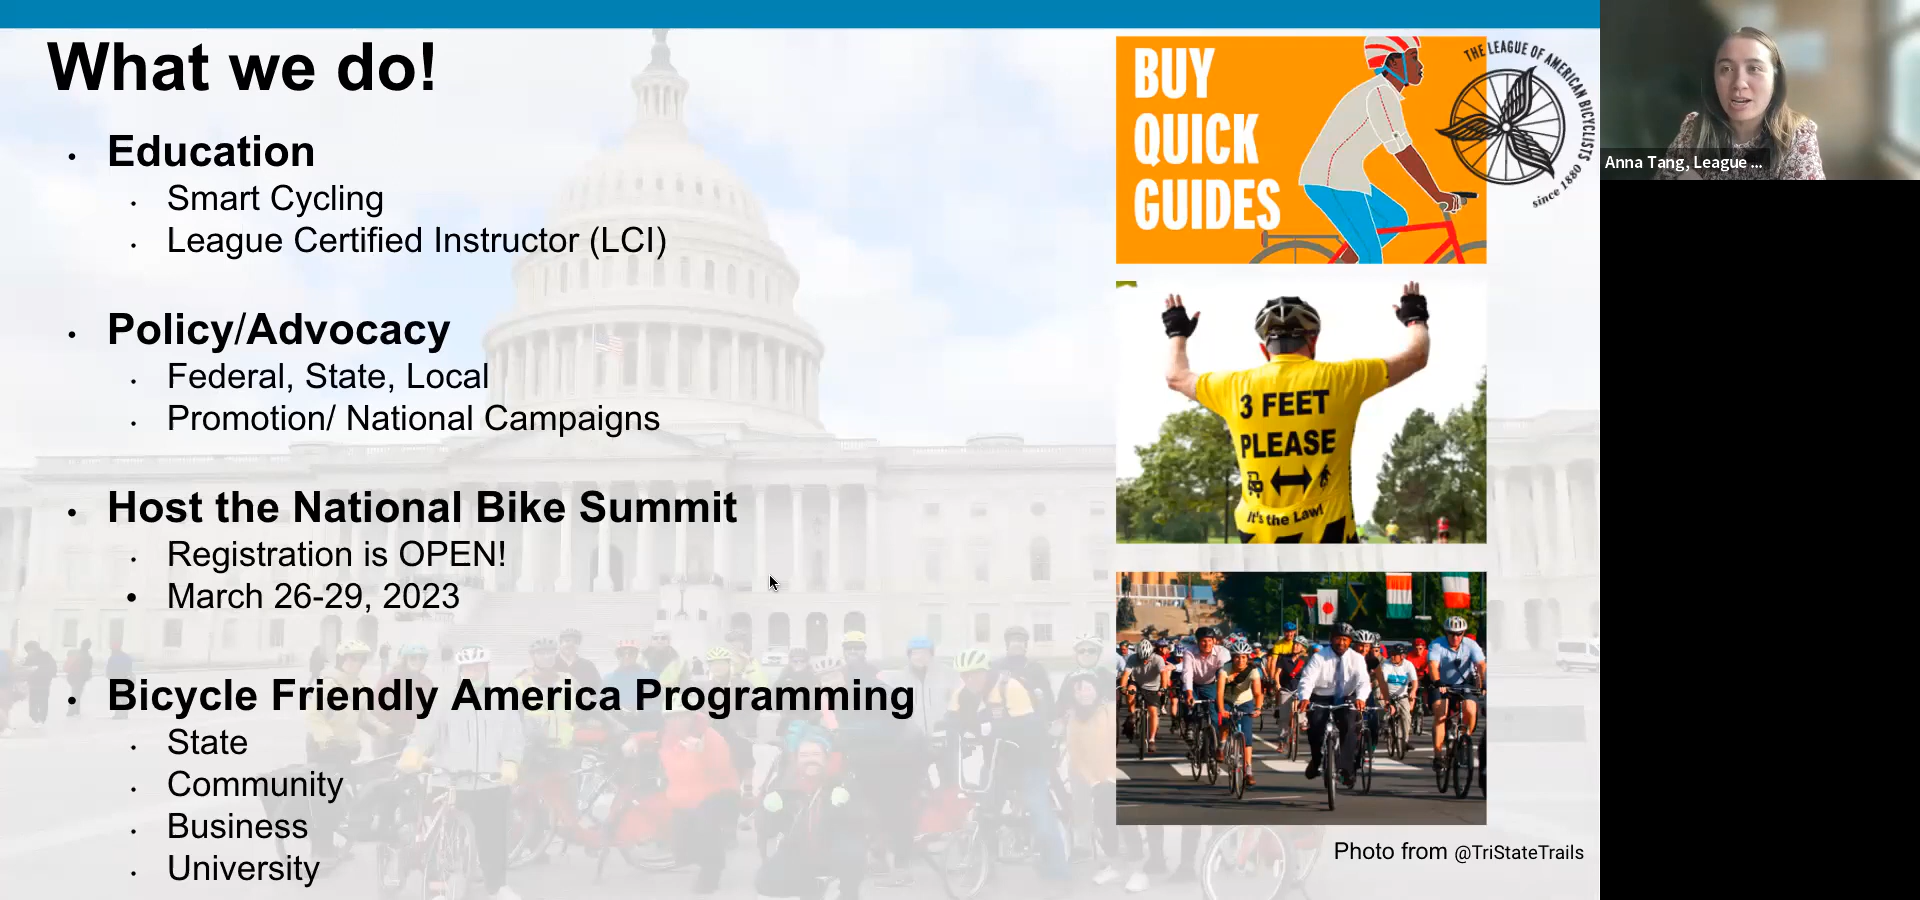 What we do!
Education
Smart Cycling
League Certified Instructor (LCI)
Policy/Advocacy
Federal, State, Local
Promotion/ National Campaigns
Host the National Bike Summit
Registration is OPEN!
March 26-29, 2023
Bicycle Friendly America Programming
State
Community
Business
University
BUY
QUICK
GUIDES
THE LEAGUE OF AMERICAN BICYCLISTS
since 1880
3 FEET
PLEASE
It's the Law!
Photo from @TriStateTrails
Anna Tang, League ...